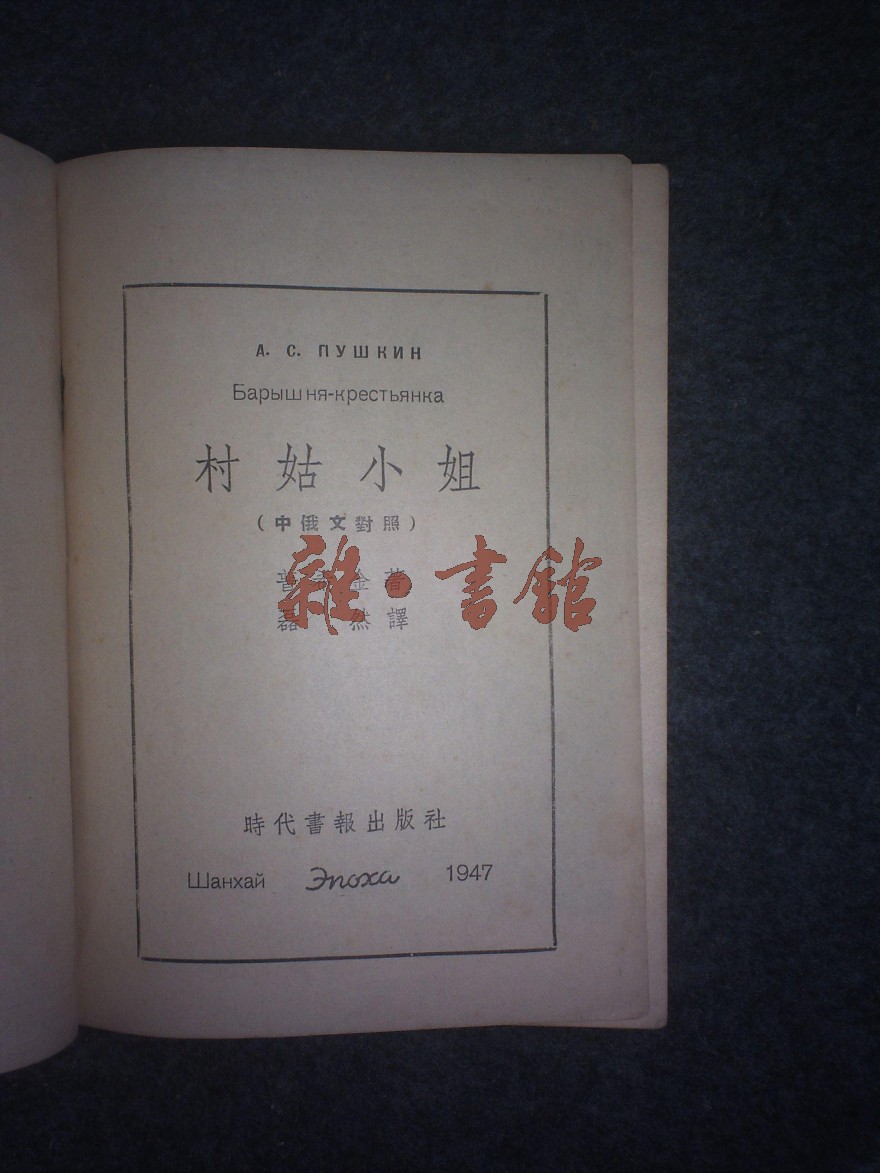 А. С. ПУШКИН
Барышня-крестьянка
村姑小姐
(中俄文對照)
普希金著
雜·書館
磊然譯
時代書報出版社
Шанхай Эпоха 1947